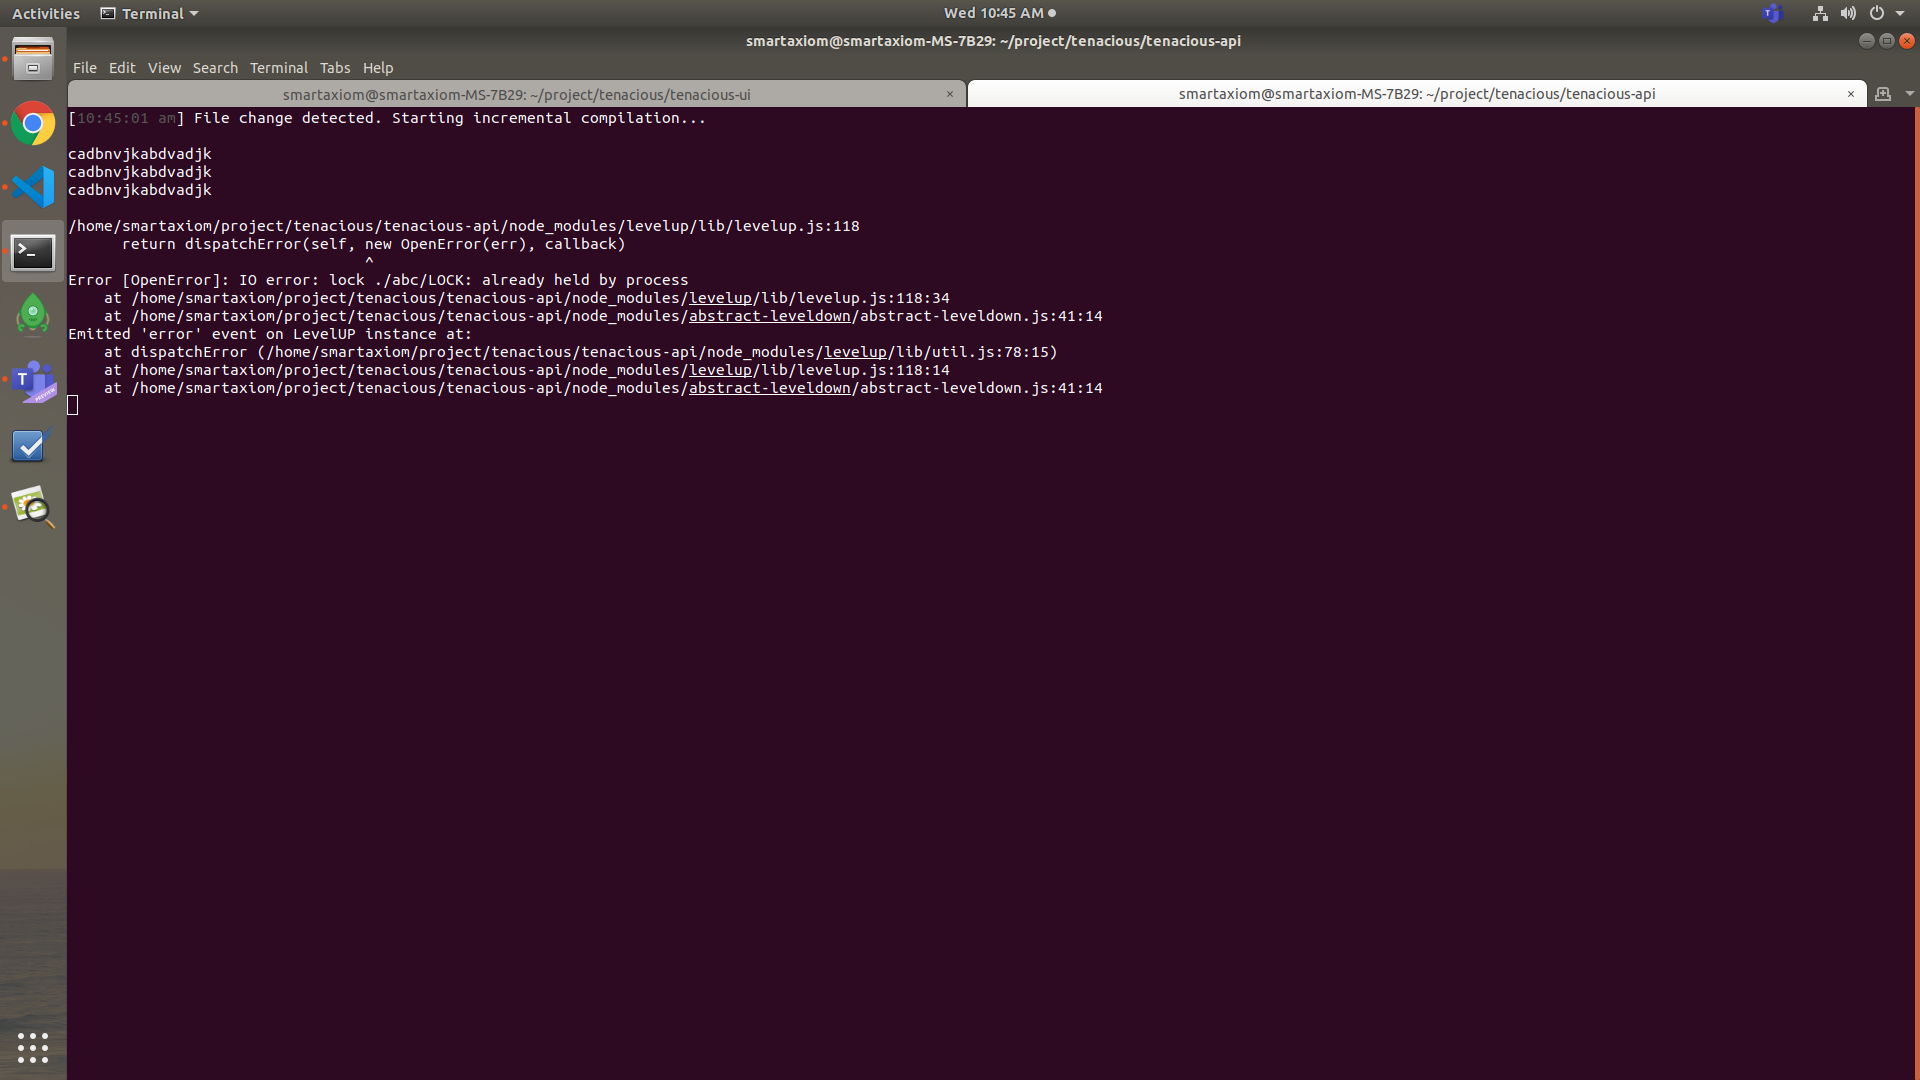 Activities Terminal Wed 10:45 AM
smartaxiom@smartaxiom-MS-7B29: ~/project/tenacious/tenacious-api
File Edit View Search Terminal Tabs Help
smartaxiom@smartaxiom-MS-7B29: ~/project/tenacious/tenacious-ui × smartaxiom@smartaxiom-MS-7B29: ~/project/tenacious/tenacious-api ×
[10:45:01 am] File change detected. Starting incremental compilation...
cadbnvjkabdvadjk
cadbnvjkabdvadjk
cadbnvjkabdvadjk
/home/smartaxiom/project/tenacious/tenacious-api/node_modules/levelup/lib/levelup.js:118
return dispatchError(self, new OpenError(err), callback)
^
Error [OpenError]: IO error: lock ./abc/LOCK: already held by process
at /home/smartaxiom/project/tenacious/tenacious-api/node_modules/levelup/lib/levelup.js:118:34
at /home/smartaxiom/project/tenacious/tenacious-api/node_modules/abstract-leveldown/abstract-leveldown.js:41:14
Emitted 'error' event on LevelUP instance at:
at dispatchError (/home/smartaxiom/project/tenacious/tenacious-api/node_modules/levelup/lib/util.js:78:15)
at /home/smartaxiom/project/tenacious/tenacious-api/node_modules/levelup/lib/levelup.js:118:14
at /home/smartaxiom/project/tenacious/tenacious-api/node_modules/abstract-leveldown/abstract-leveldown.js:41:14